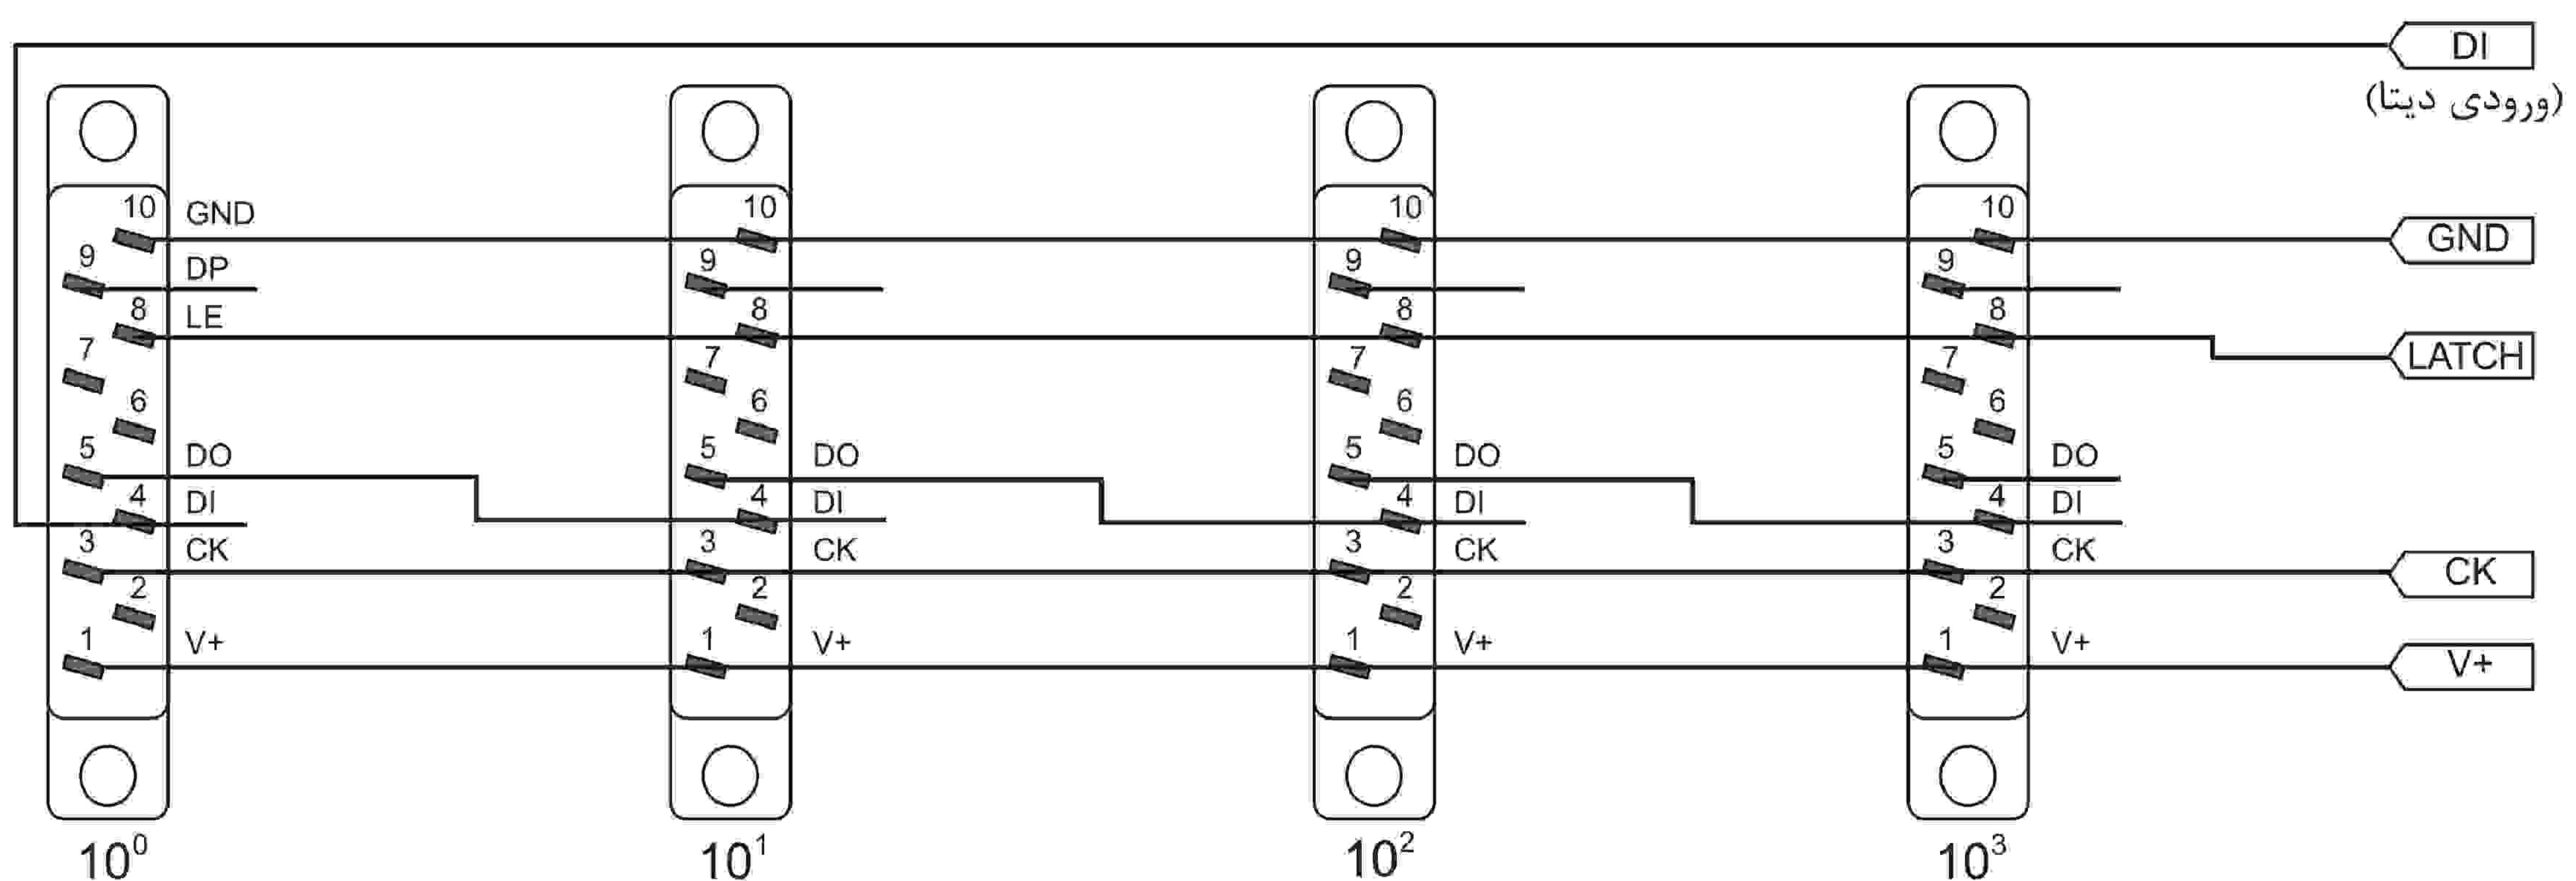 DI
(ورودی دیتا)
10 10 10 10
GND GND
9 DP 9 9 9
8 LE 8 8 8
LATCH
7 7 7 7
6 6 6 6
5 DO 5 DO 5 DO 5 DO
4 DI 4 DI 4 DI 4 DI
3 CK 3 CK 3 CK 3 CK CK
2 2 2 2
1 V+ 1 V+ 1 V+ 1 V+ V+
10⁰ 10¹ 10² 10³